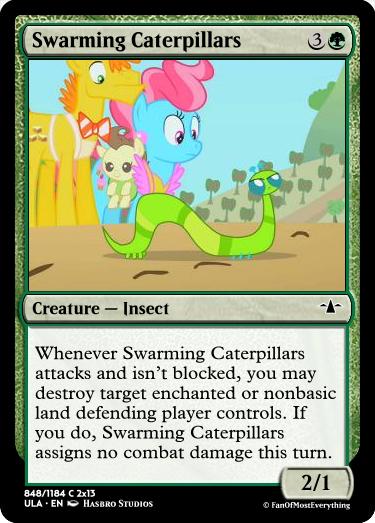 Swarming Caterpillars 3
Creature — Insect
Whenever Swarming Caterpillars
attacks and isn't blocked, you may
destroy target enchanted or nonbasic
land defending player controls. If
you do, Swarming Caterpillars
assigns no combat damage this turn.
2/1
848/1184 C 2x13
ULA • EN Hasbro Studios
© FanOfMostEverything